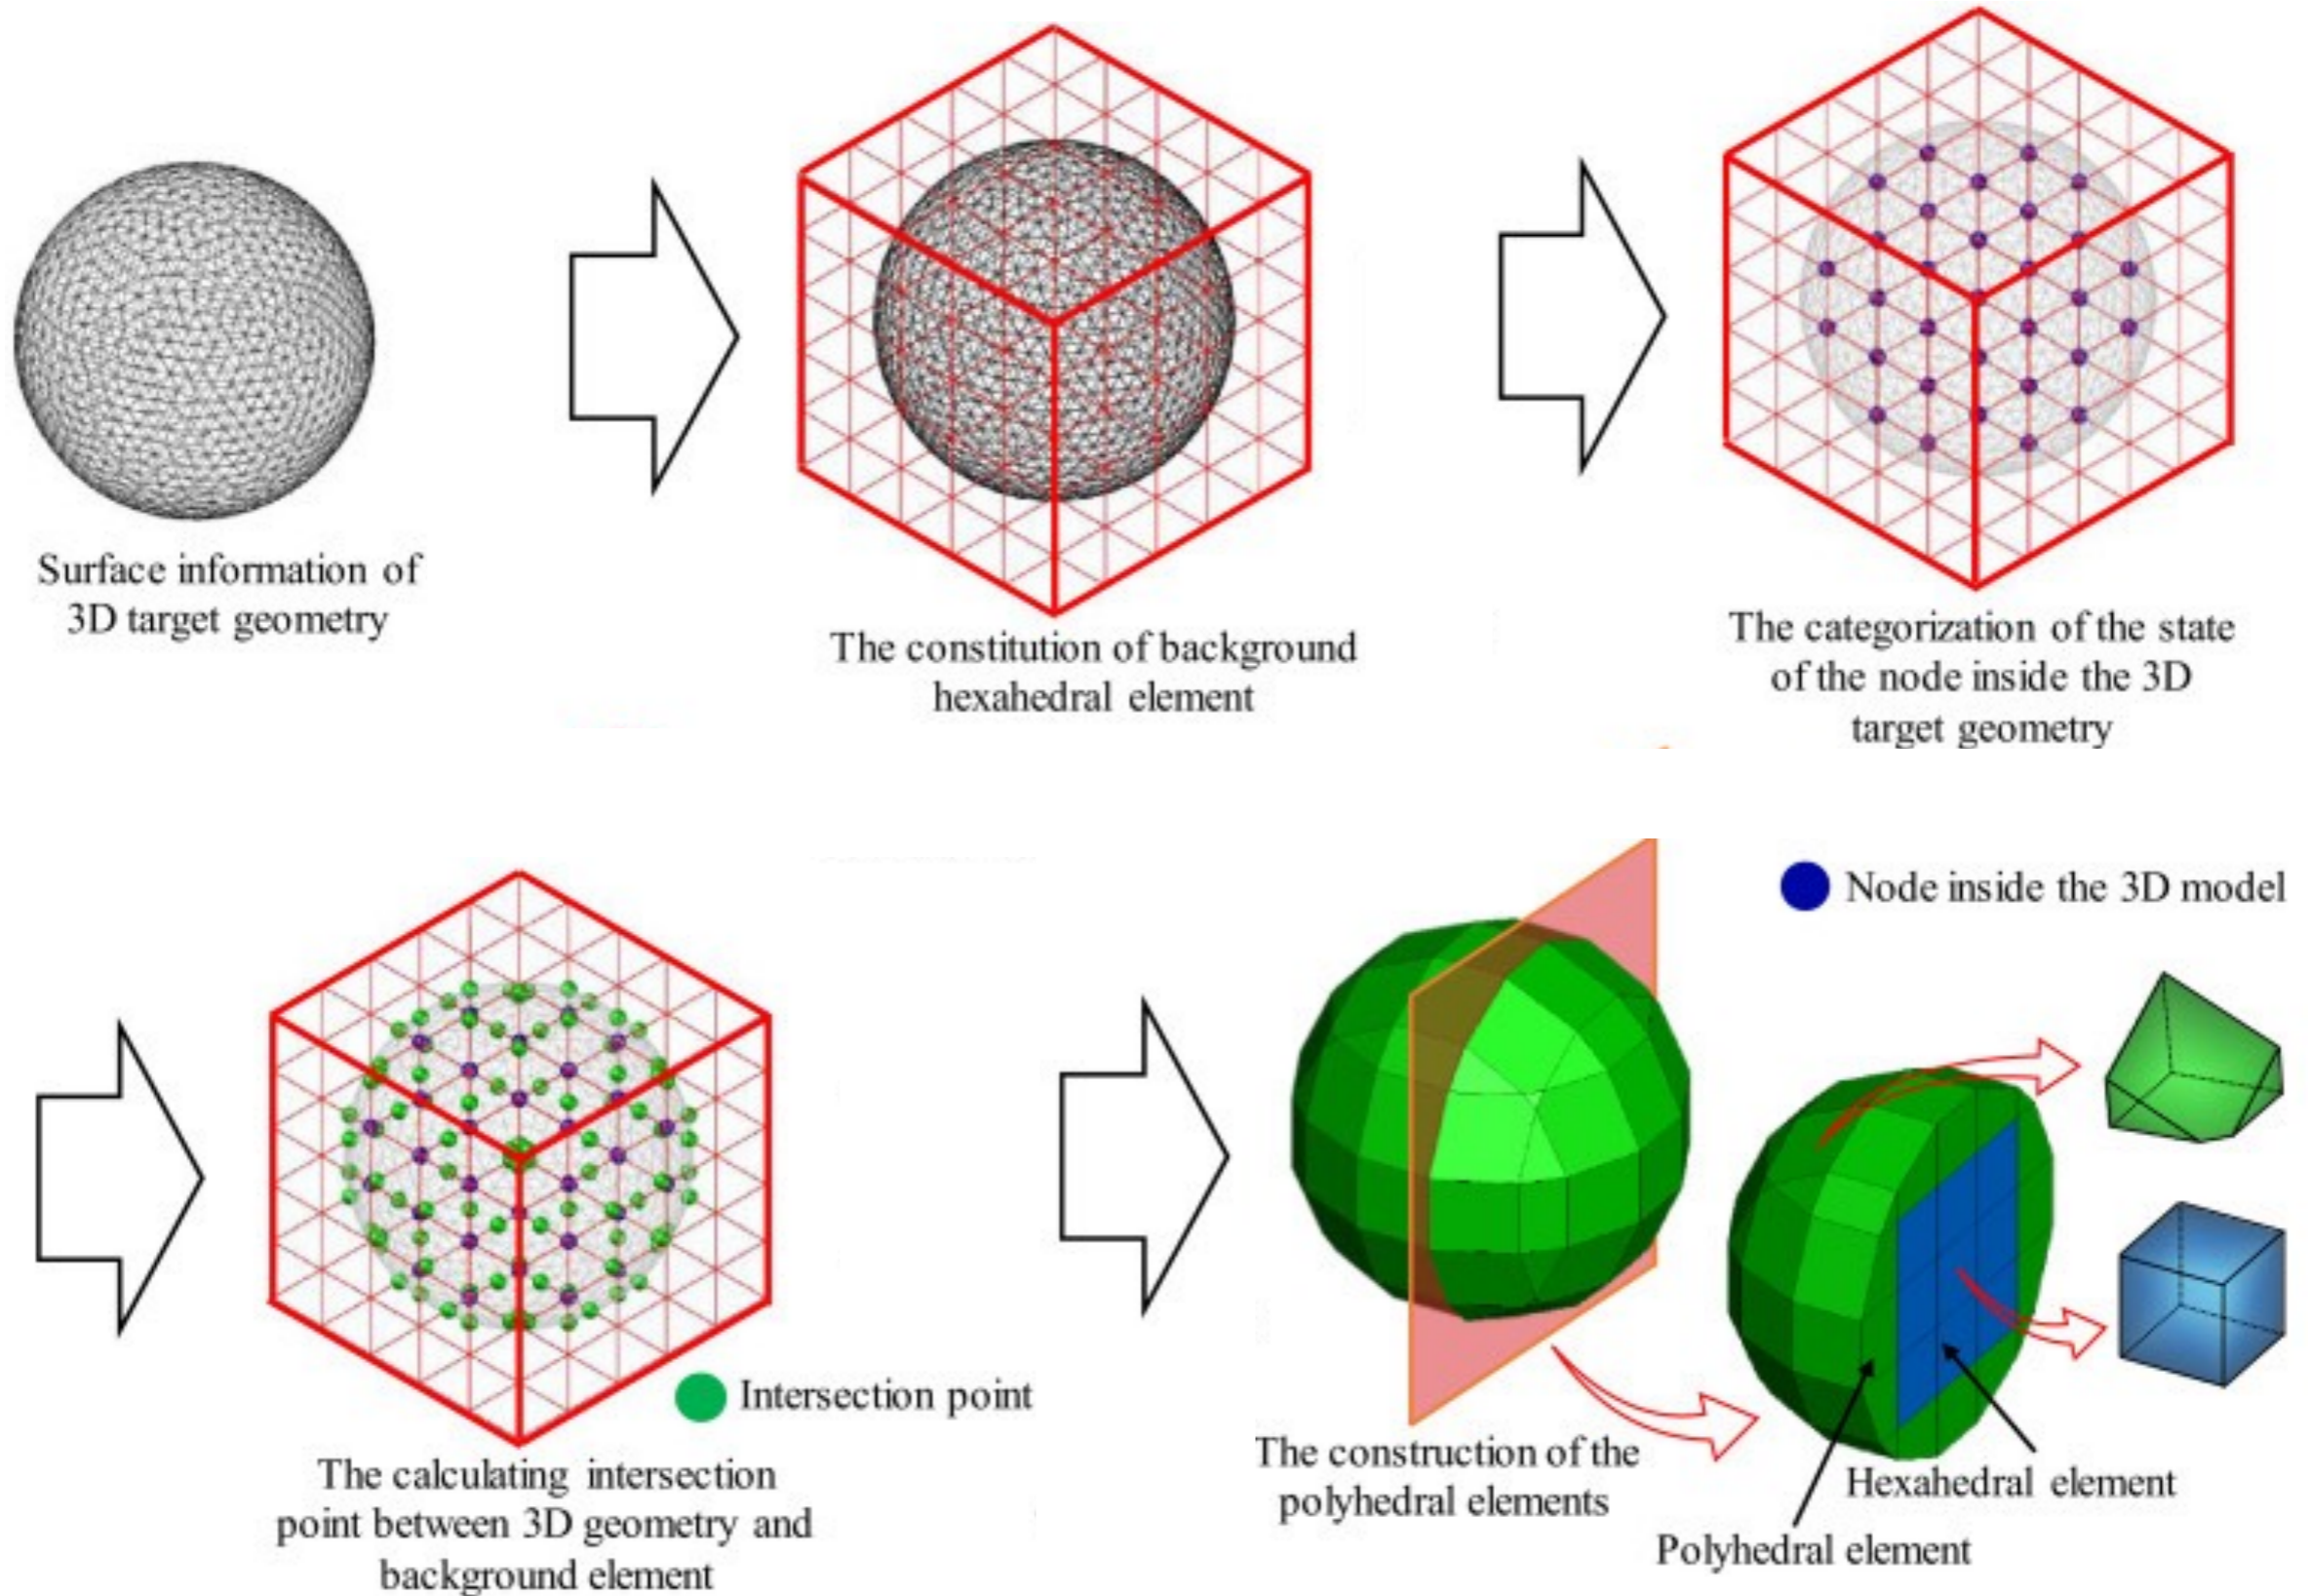 Surface information of
3D target geometry
The constitution of background
hexahedral element
The categorization of the state
of the node inside the 3D
target geometry
Intersection point
The calculating intersection
point between 3D geometry and
background element
Node inside the 3D model
The construction of the
polyhedral elements
Hexahedral element
Polyhedral element